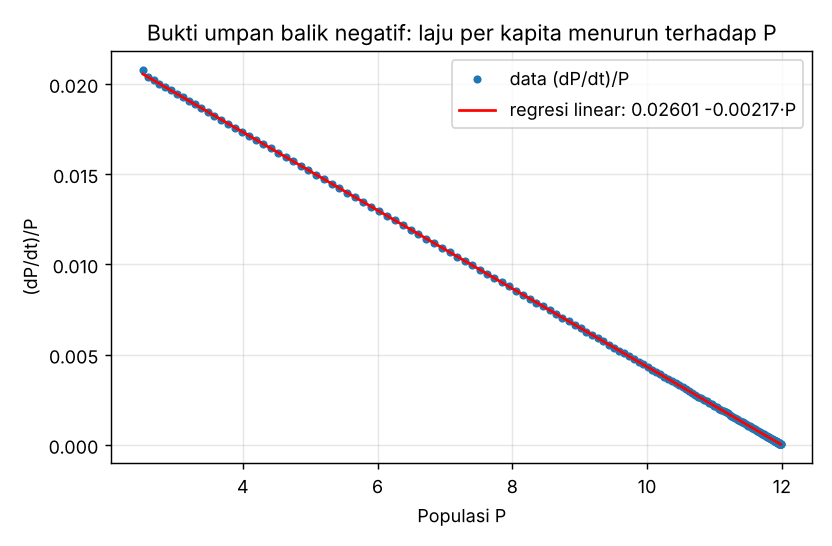 Bukti umpan balik negatif: laju per kapita menurun terhadap P
data (dP/dt)/P
regresi linear: 0.02601 -0.00217·P
(dP/dt)/P
0.020
0.015
0.010
0.005
0.000
4
6
8
10
12
Populasi P